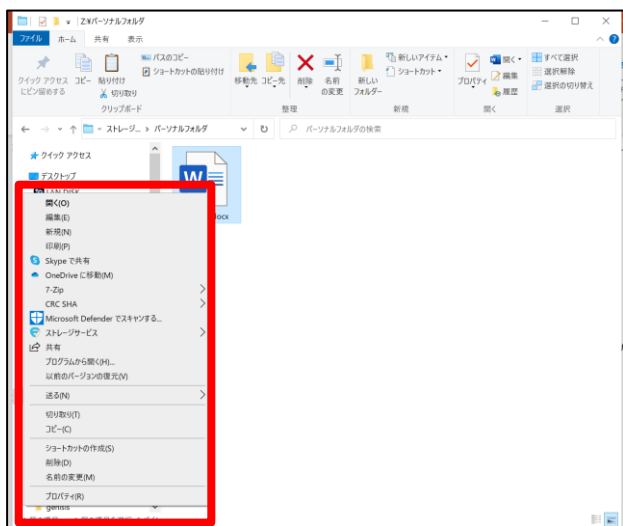 Z:¥パーソナルフォルダ
ファイル ホーム 共有 表示
クイック アクセスにピン留めする
コピー
貼り付け
パスのコピー
ショートカットの貼り付け
切り取り
クリップボード
移動先 コピー先 削除 名前の変更
整理
新しいフォルダー
新しいアイテム
ショートカット
新規
プロパティ
開く
編集
履歴
開く
すべて選択
選択解除
選択の切り替え
選択
ストレージ... › パーソナルフォルダ
パーソナルフォルダの検索
クイック アクセス
デスクトップ
LAN DISK
W
docx
開く(O)
編集(E)
新規(N)
印刷(P)
Skype で共有
OneDrive に移動(M)
7-Zip
CRC SHA
Microsoft Defender でスキャンする...
ストレージサービス
共有
プログラムから開く(H)...
以前のバージョンの復元(V)
送る(N)
切り取り(T)
コピー(C)
ショートカットの作成(S)
削除(D)
名前の変更(M)
プロパティ(R)